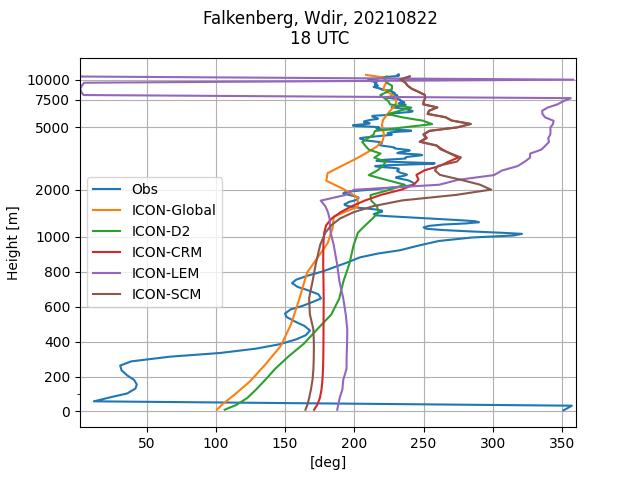 Falkenberg, Wdir, 20210822
18 UTC
10000
7500
5000
2000
1000
800
600
400
200
0
Height [m]
Obs
ICON-Global
ICON-D2
ICON-CRM
ICON-LEM
ICON-SCM
50
100
150
200
250
300
350
[deg]